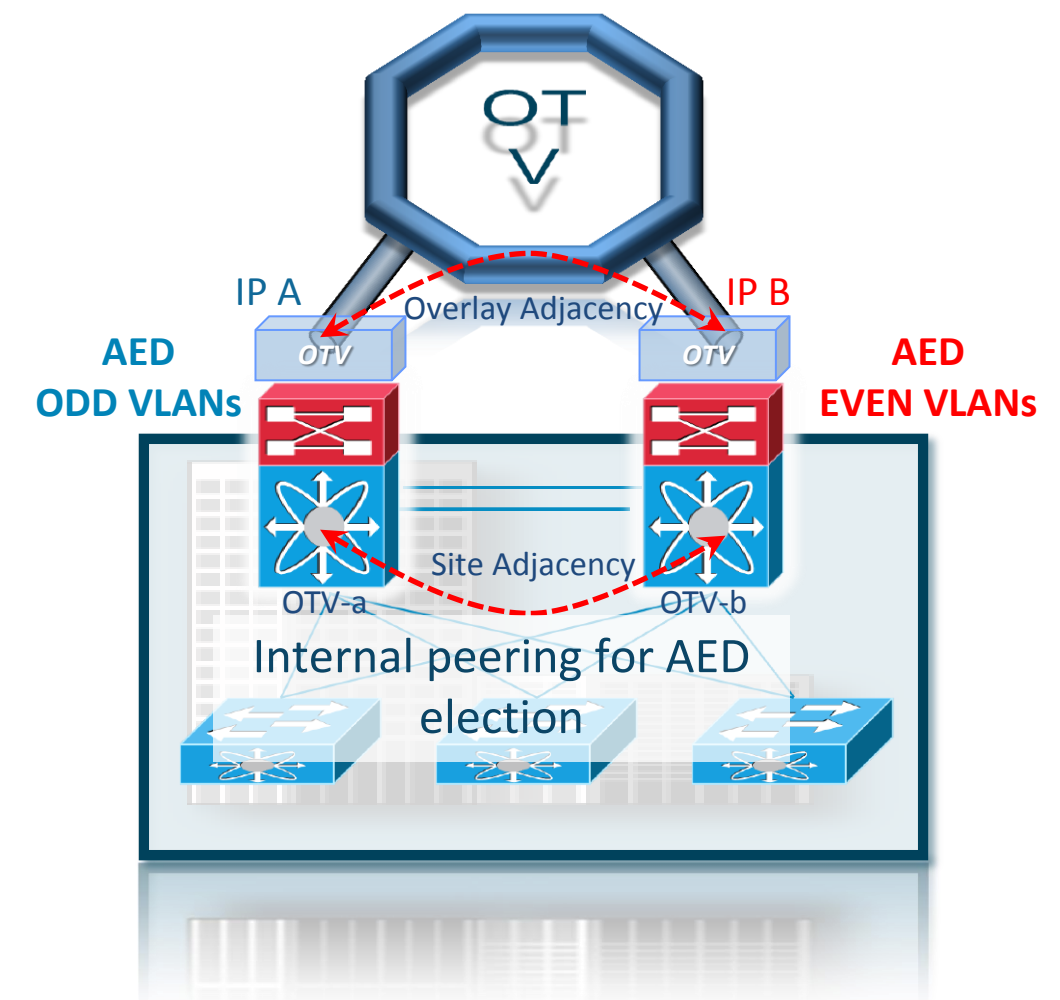 OT
V
IP A
IP B
Overlay Adjacency
OTV
OTV
AED
ODD VLANs
AED
EVEN VLANs
Site Adjacency
OTV-a
OTV-b
Internal peering for AED
election